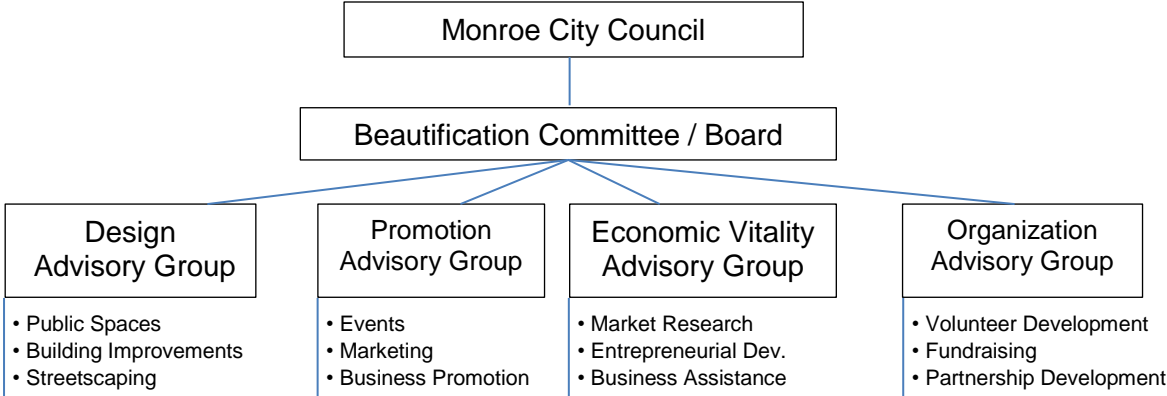 Monroe City Council
Beautification Committee / Board
Design
Advisory Group
Promotion
Advisory Group
Economic Vitality
Advisory Group
Organization
Advisory Group
• Public Spaces
• Building Improvements
• Streetscaping
• Events
• Marketing
• Business Promotion
• Market Research
• Entrepreneurial Dev.
• Business Assistance
• Volunteer Development
• Fundraising
• Partnership Development